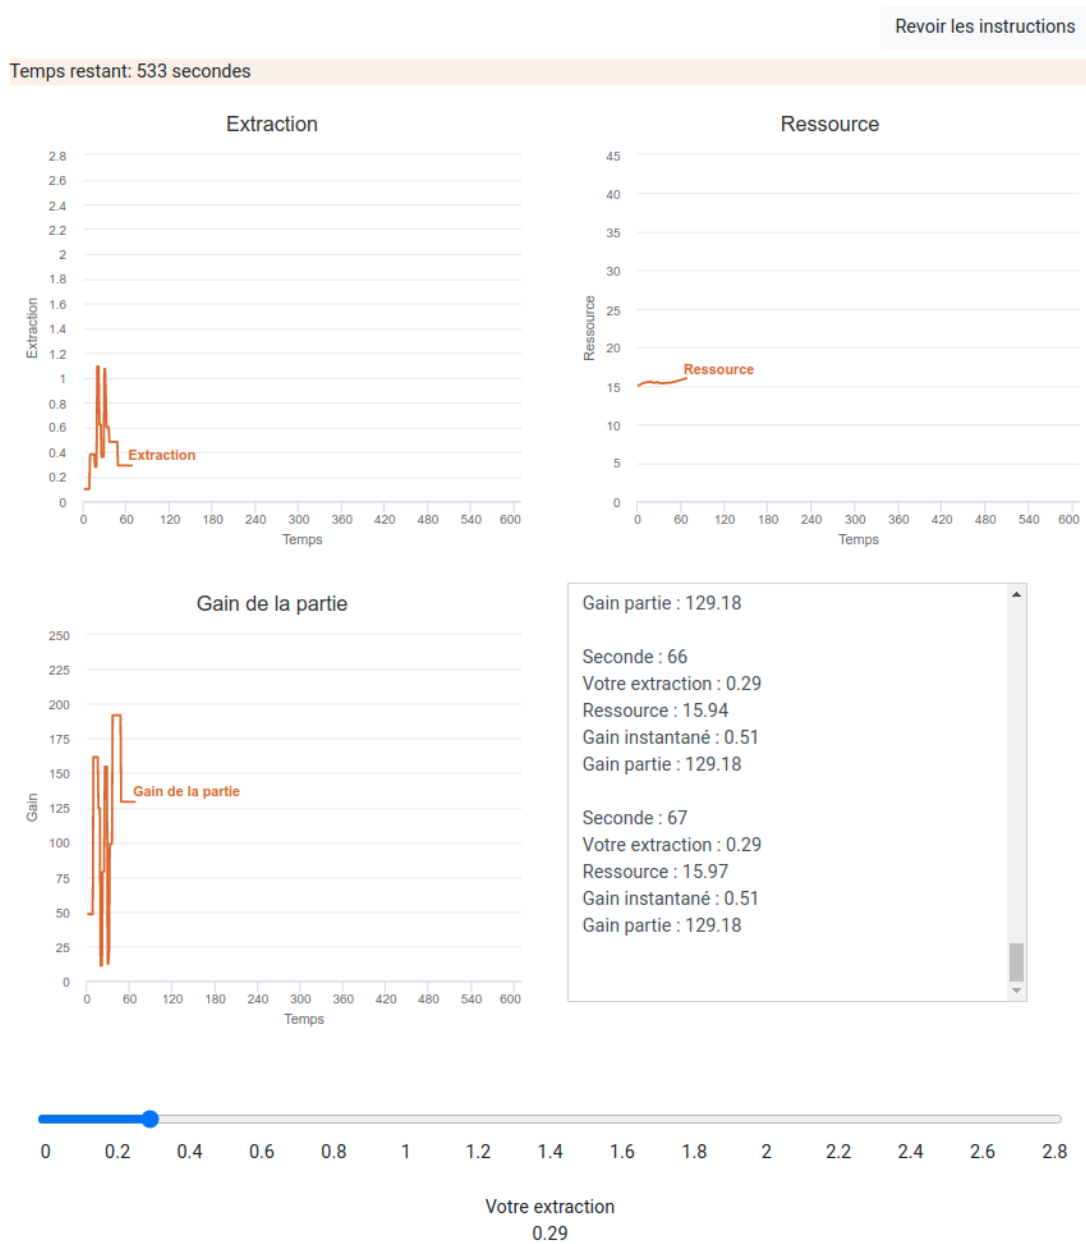 Revoir les instructions
Temps restant: 533 secondes
Extraction
2.8
2.6
2.4
2.2
2
1.8
1.6
1.4
1.2
1
0.8
0.6
0.4
0.2
0
Extraction
Extraction
0 60 120 180 240 300 360 420 480 540 600
Temps
Ressource
45
40
35
30
25
20
15
10
5
0
Ressource
Ressource
0 60 120 180 240 300 360 420 480 540 600
Temps
Gain de la partie
250
225
200
175
150
125
100
75
50
25
0
Gain
Gain de la partie
0 60 120 180 240 300 360 420 480 540 600
Temps
Gain partie : 129.18
Seconde : 66
Votre extraction : 0.29
Ressource : 15.94
Gain instantané : 0.51
Gain partie : 129.18
Seconde : 67
Votre extraction : 0.29
Ressource : 15.97
Gain instantané : 0.51
Gain partie : 129.18
0 0.2 0.4 0.6 0.8 1 1.2 1.4 1.6 1.8 2 2.2 2.4 2.6 2.8
Votre extraction
0.29